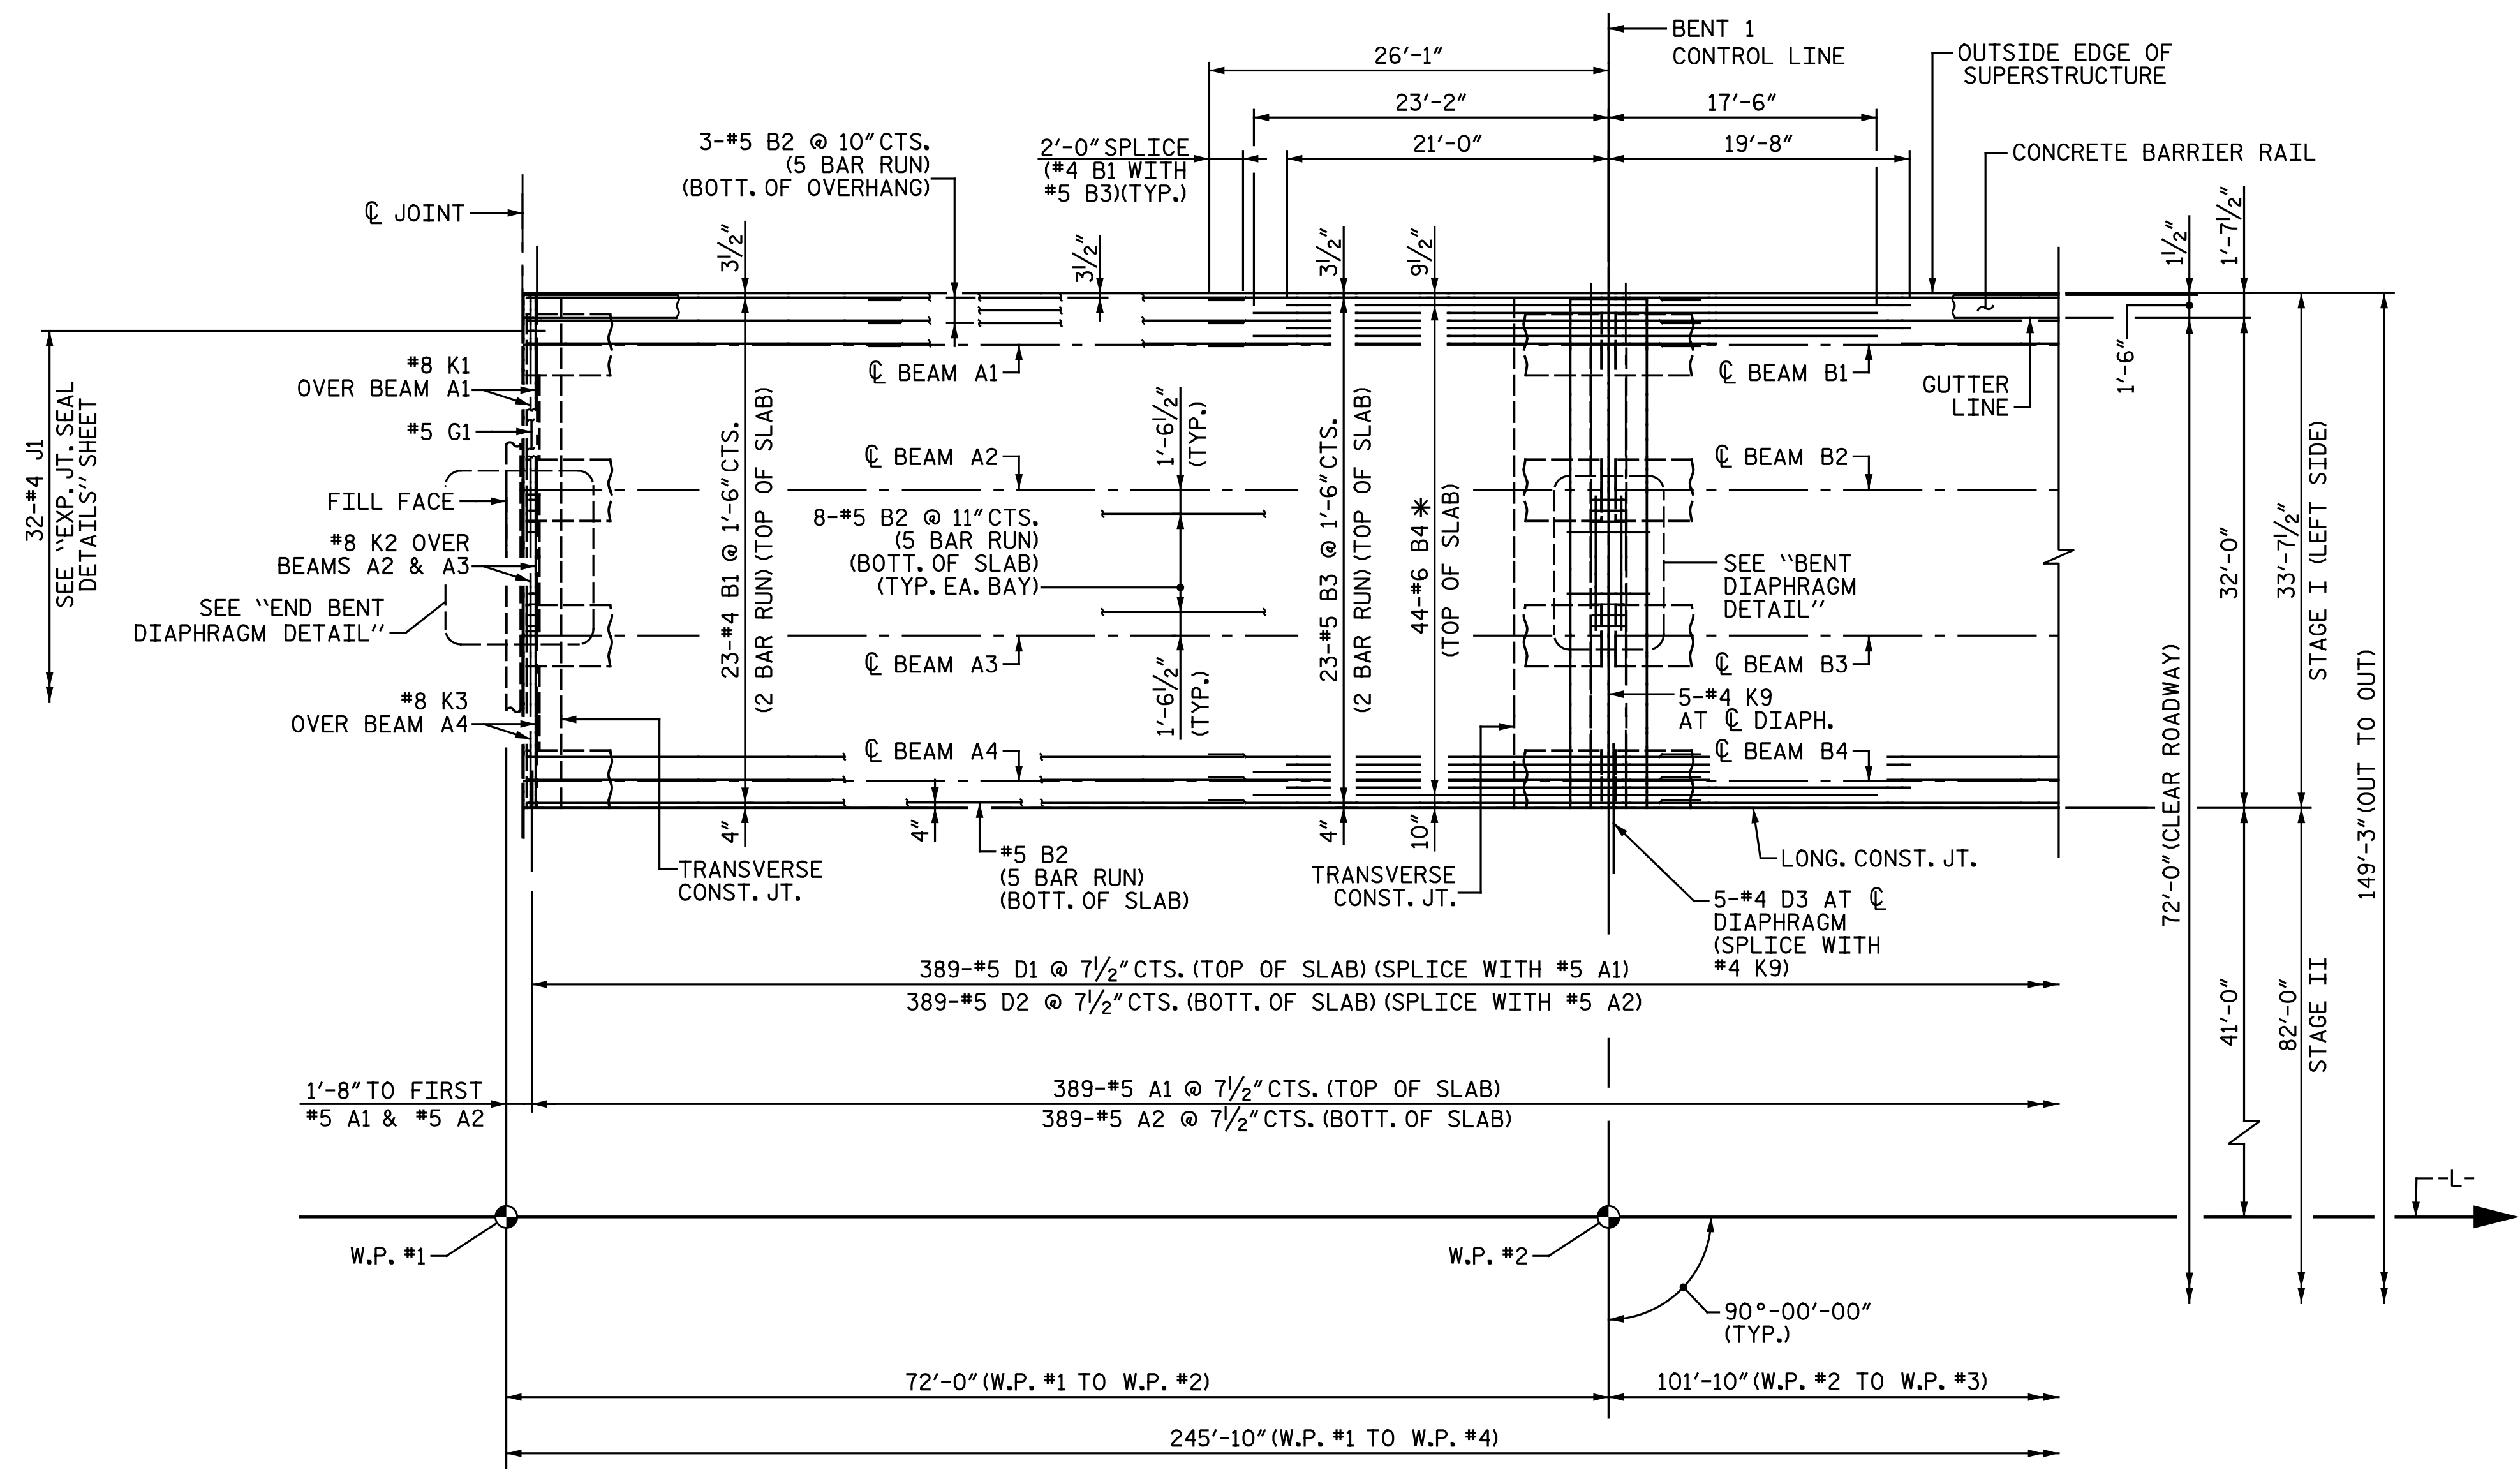 BENT 1
CONTROL LINE
26'-1"
OUTSIDE EDGE OF
SUPERSTRUCTURE
23'-2"
17'-6"
3-#5 B2 @ 10" CTS.
(5 BAR RUN)
(BOTT. OF OVERHANG)
2'-0" SPLICE
(#4 B1 WITH
#5 B3)(TYP.)
21'-0"
19'-8"
CONCRETE BARRIER RAIL
℄ JOINT
3½"
3½"
3½"
9½"
1½"
1'-7½"
#8 K1
OVER BEAM A1
#5 G1
℄ BEAM A1
℄ BEAM B1
GUTTER
LINE
1'-6"
32-#4 J1
SEE "EXP. JT. SEAL
DETAILS" SHEET
FILL FACE
#8 K2 OVER
BEAMS A2 & A3
SEE "END BENT
DIAPHRAGM DETAIL"
#8 K3
OVER BEAM A4
23-#4 B1 @ 1'-6" CTS.
(2 BAR RUN)(TOP OF SLAB)
℄ BEAM A2
1'-6½"
(TYP.)
8-#5 B2 @ 11" CTS.
(5 BAR RUN)
(BOTT. OF SLAB)
(TYP. EA. BAY)
℄ BEAM A3
1'-6½"
(TYP.)
℄ BEAM A4
23-#5 B3 @ 1'-6" CTS.
(2 BAR RUN)(TOP OF SLAB)
44-#6 B4*
(TOP OF SLAB)
℄ BEAM B2
SEE "BENT
DIAPHRAGM
DETAIL"
℄ BEAM B3
5-#4 K9
AT ℄ DIAPH.
℄ BEAM B4
72'-0" (CLEAR ROADWAY)
32'-0"
33'-7½"
STAGE I (LEFT SIDE)
149'-3" (OUT TO OUT)
4"
4"
4"
10"
TRANSVERSE
CONST. JT.
#5 B2
(5 BAR RUN)
(BOTT. OF SLAB)
TRANSVERSE
CONST. JT.
LONG. CONST. JT.
5-#4 D3 AT ℄
DIAPHRAGM
(SPLICE WITH
#4 K9)
389-#5 D1 @ 7½" CTS. (TOP OF SLAB)(SPLICE WITH #5 A1)
389-#5 D2 @ 7½" CTS. (BOTT. OF SLAB)(SPLICE WITH #5 A2)
41'-0"
82'-0"
STAGE II
1'-8" TO FIRST
#5 A1 & #5 A2
389-#5 A1 @ 7½" CTS. (TOP OF SLAB)
389-#5 A2 @ 7½" CTS. (BOTT. OF SLAB)
-L-
W.P. #1
W.P. #2
90°-00'-00"
(TYP.)
72'-0" (W.P. #1 TO W.P. #2)
101'-10" (W.P. #2 TO W.P. #3)
245'-10" (W.P. #1 TO W.P. #4)